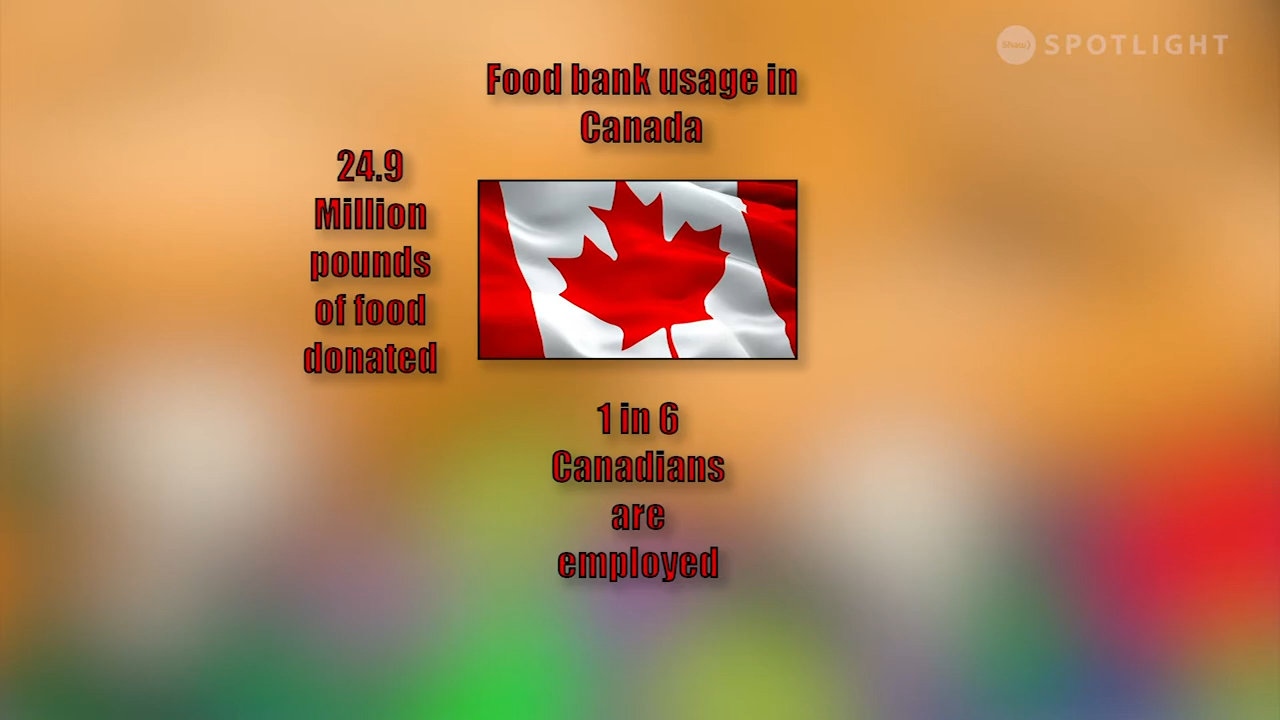 Shaw) SPOTLIGHT
Food bank usage in
Canada
24.9
Million
pounds
of food
donated
1 in 6
Canadians
are
employed